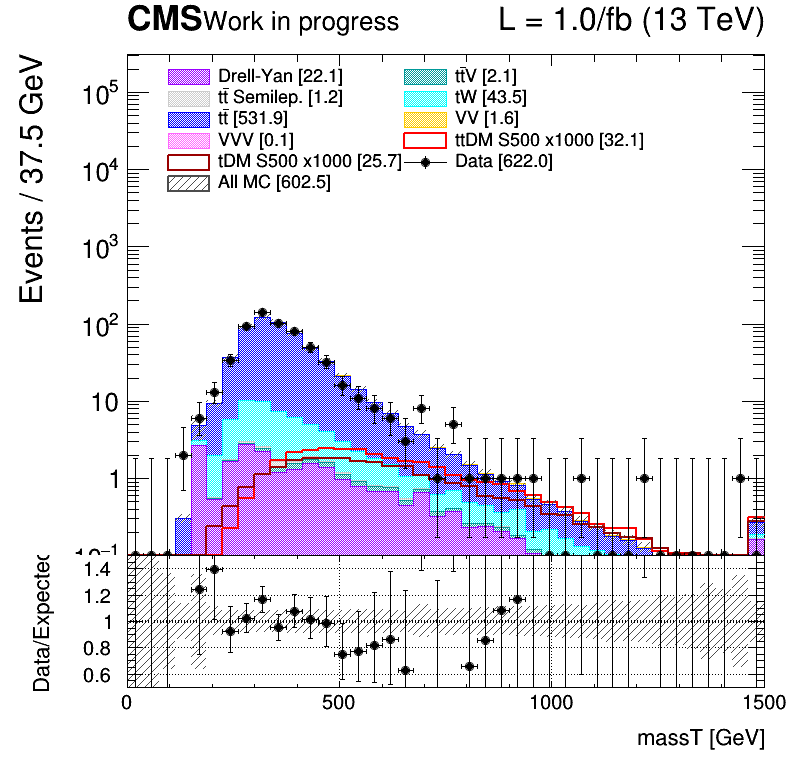 CMS Work in progress L = 1.0/fb (13 TeV)
Drell-Yan [22.1] tt̄V [2.1]
tt̄ Semilep. [1.2] tW [43.5]
tt̄ [531.9] VV [1.6]
VVV [0.1] ttDM S500 x1000 [32.1]
tDM S500 x1000 [25.7] Data [622.0]
All MC [602.5]
Events / 37.5 GeV
10⁵
10⁴
10³
10²
10
1
10⁻¹
Data/Expected
1.4
1.2
1
0.8
0.6
0 500 1000 1500
massT [GeV]